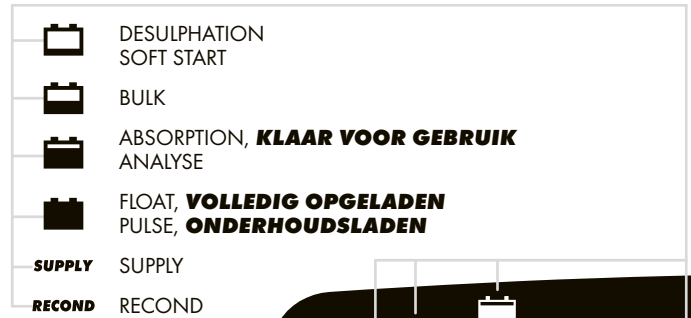 DESULPHATION
SOFT START
BULK
ABSORPTION, KLAAR VOOR GEBRUIK
ANALYSE
FLOAT, VOLLEDIG OPGELADEN
PULSE, ONDERHOUDSLADEN
SUPPLY SUPPLY
RECOND RECOND